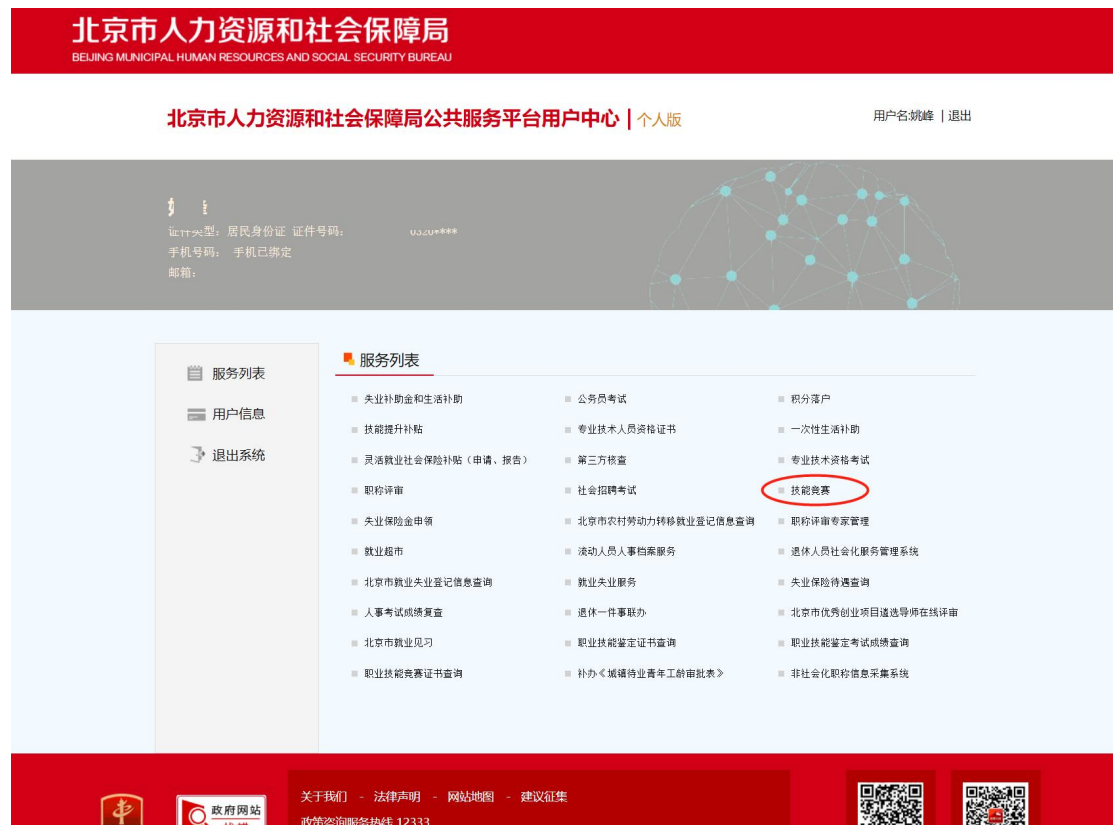 北京市人力资源和社会保障局
BEIJING MUNICIPAL HUMAN RESOURCES AND SOCIAL SECURITY BUREAU
北京市人力资源和社会保障局公共服务平台用户中心 | 个人版
用户名:姚峰 | 退出
证件类型：居民身份证 证件号码： 0320****
手机号码： 手机已绑定
邮箱：
服务列表
用户信息
退出系统
服务列表
失业补助金和生活补助 公务员考试 积分落户
技能提升补贴 专业技术人员资格证书 一次性生活补助
灵活就业社会保险补贴（申请、报告） 第三方核查 专业技术资格考试
职称评审 社会招聘考试 技能竞赛
失业保险金申领 北京市农村劳动力转移就业登记信息查询 职称评审专家管理
就业超市 流动人员人事档案服务 退休人员社会化服务管理系统
北京市就业失业登记信息查询 就业失业服务 失业保险待遇查询
人事考试成绩复查 退休一件事联办 北京市优秀创业项目遴选导师在线评审
北京市就业见习 职业技能鉴定证书查询 职业技能鉴定考试成绩查询
职业技能竞赛证书查询 补办《城镇待业青年工龄审批表》 非社会化职称信息采集系统
政府网站
关于我们 - 法律声明 - 网站地图 - 建议征集
政策咨询服务热线 12333